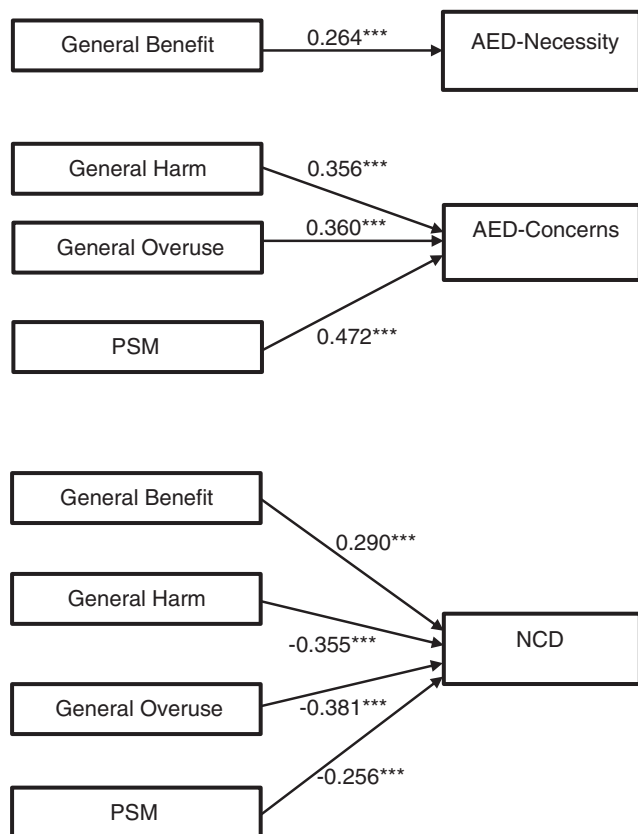 General Benefit
0.264***
AED-Necessity
General Harm
0.356***
General Overuse
0.360***
AED-Concerns
PSM
0.472***
General Benefit
0.290***
General Harm
-0.355***
NCD
General Overuse
-0.381***
PSM
-0.256***